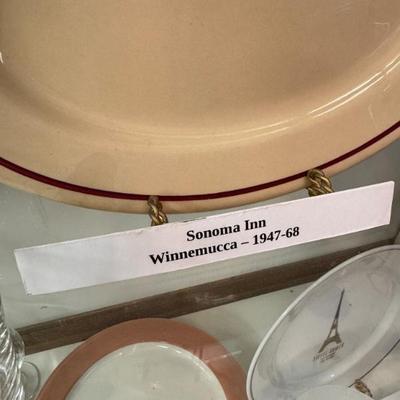 Sonoma Inn
Winnemucca – 1947-68